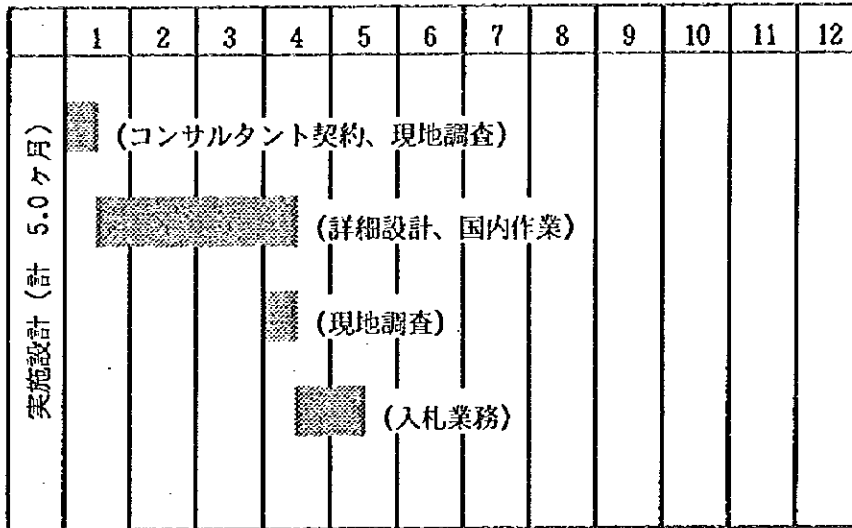 1 2 3 4 5 6 7 8 9 10 11 12
実施設計(計 5.0ヶ月)
(コンサルタント契約、現地調査)
(詳細設計、国内作業)
(現地調査)
(入札業務)